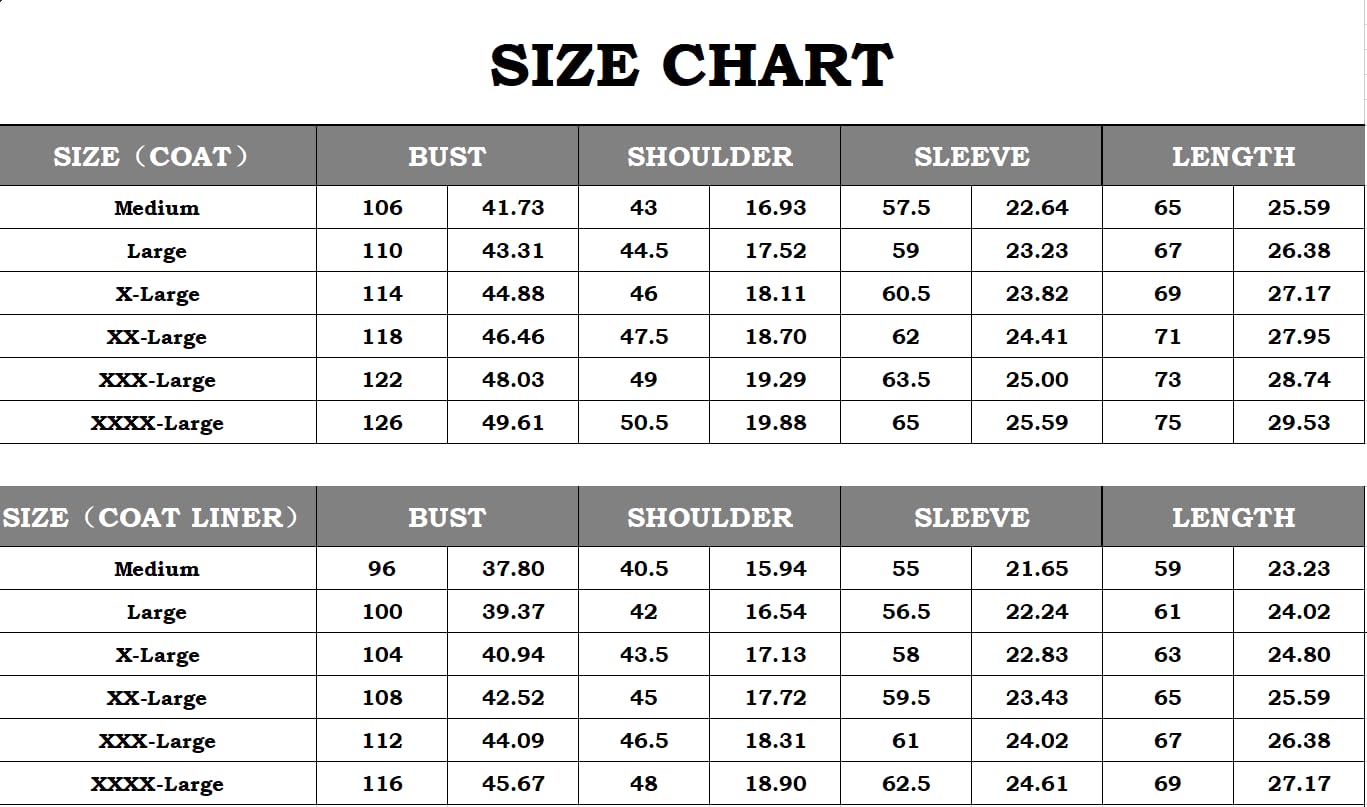 SIZE CHART
SIZE（COAT） BUST SHOULDER SLEEVE LENGTH
Medium 106 41.73 43 16.93 57.5 22.64 65 25.59
Large 110 43.31 44.5 17.52 59 23.23 67 26.38
X-Large 114 44.88 46 18.11 60.5 23.82 69 27.17
XX-Large 118 46.46 47.5 18.70 62 24.41 71 27.95
XXX-Large 122 48.03 49 19.29 63.5 25.00 73 28.74
XXXX-Large 126 49.61 50.5 19.88 65 25.59 75 29.53
SIZE（COAT LINER） BUST SHOULDER SLEEVE LENGTH
Medium 96 37.80 40.5 15.94 55 21.65 59 23.23
Large 100 39.37 42 16.54 56.5 22.24 61 24.02
X-Large 104 40.94 43.5 17.13 58 22.83 63 24.80
XX-Large 108 42.52 45 17.72 59.5 23.43 65 25.59
XXX-Large 112 44.09 46.5 18.31 61 24.02 67 26.38
XXXX-Large 116 45.67 48 18.90 62.5 24.61 69 27.17